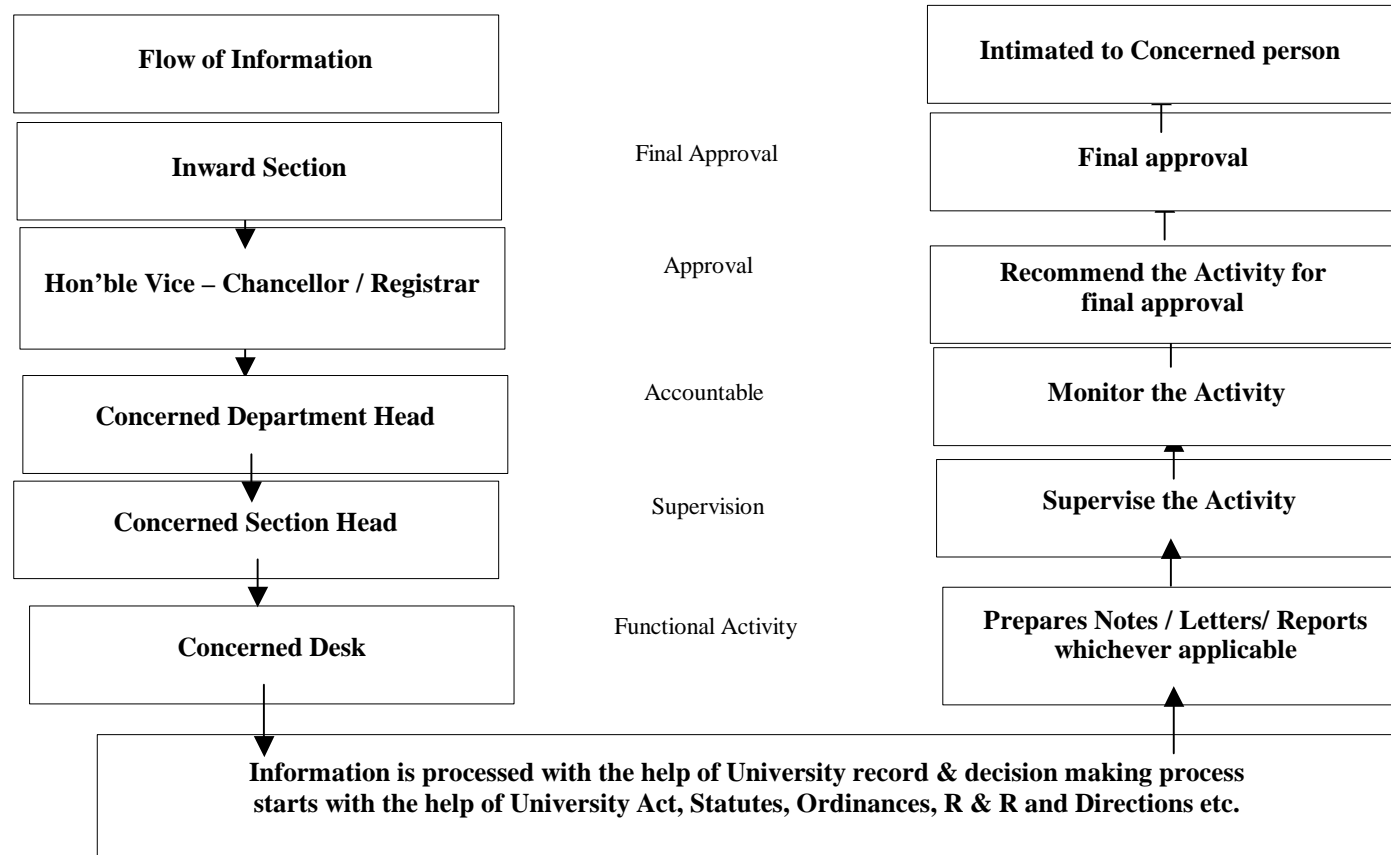 Flow of Information
Inward Section
Hon’ble Vice – Chancellor / Registrar
Concerned Department Head
Concerned Section Head
Concerned Desk
Final Approval
Approval
Accountable
Supervision
Functional Activity
Intimated to Concerned person
Final approval
Recommend the Activity for
final approval
Monitor the Activity
Supervise the Activity
Prepares Notes / Letters/ Reports
whichever applicable
Information is processed with the help of University record & decision making process
starts with the help of University Act, Statutes, Ordinances, R & R and Directions etc.